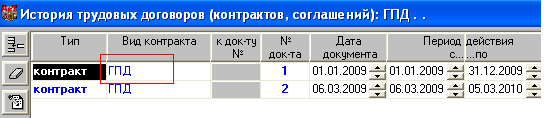 История трудовых договоров (контрактов, соглашений): ГПД . .
Тип Вид контракта к док-ту № № док-та Дата документа Период действия с... ...по
контракт ГПД 1 01.01.2009 01.01.2009 31.12.2009
контракт ГПД 2 06.03.2009 06.03.2009 05.03.2010